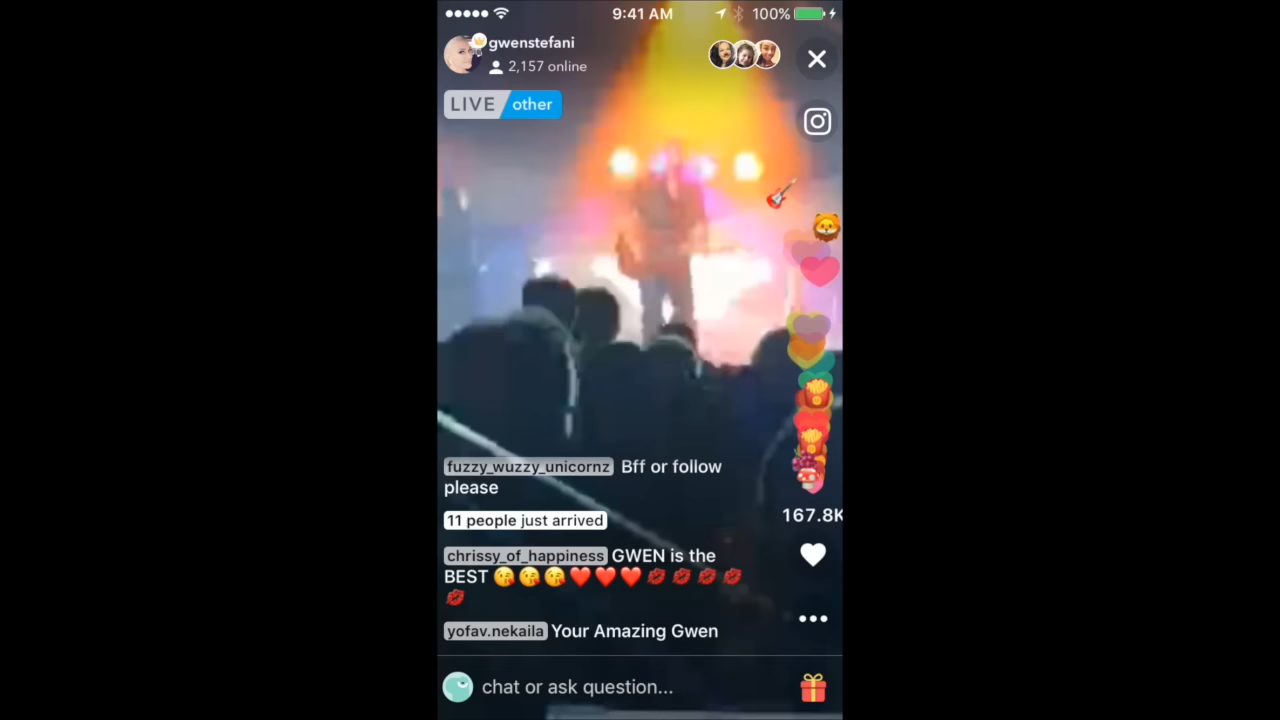 9:41 AM 100%
gwenstefani
2,157 online
LIVE other
fuzzy_wuzzy_unicornz Bff or follow
please
167.8K
11 people just arrived
chrissy_of_happiness GWEN is the
BEST 😘😘😘❤️❤️❤️💋💋💋💋
💋
yofav.nekaila Your Amazing Gwen
chat or ask question...